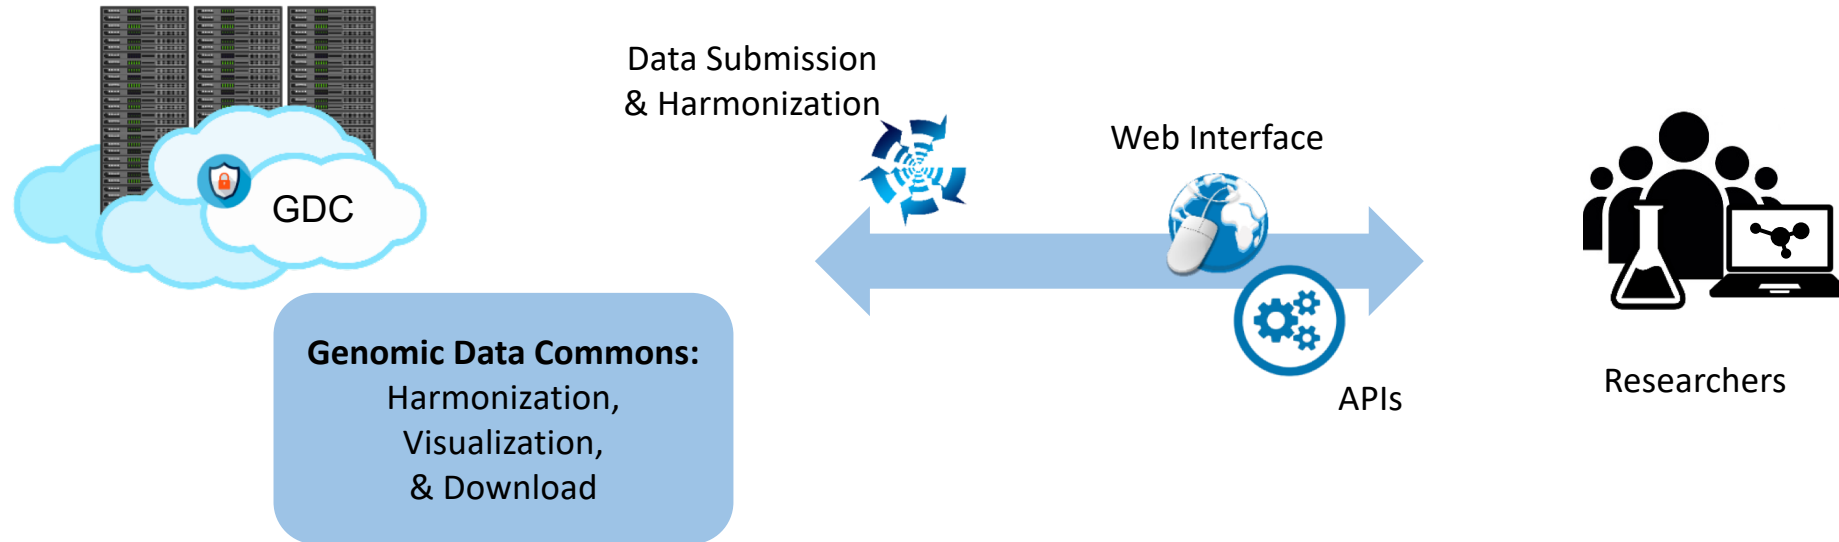 GDC
Genomic Data Commons:
Harmonization,
Visualization,
& Download
Data Submission
& Harmonization
Web Interface
APIs
Researchers